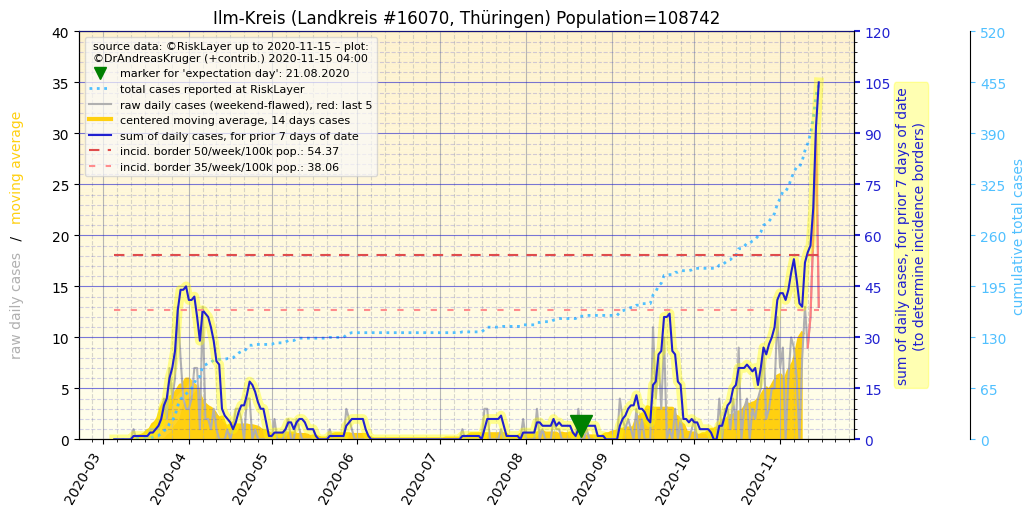 Ilm-Kreis (Landkreis #16070, Thüringen) Population=108742
source data: ©RiskLayer up to 2020-11-15 – plot:
©DrAndreasKruger (+contrib.) 2020-11-15 04:00
marker for 'expectation day': 21.08.2020
total cases reported at RiskLayer
raw daily cases (weekend-flawed), red: last 5
centered moving average, 14 days cases
sum of daily cases, for prior 7 days of date
incid. border 50/week/100k pop.: 54.37
incid. border 35/week/100k pop.: 38.06
raw daily cases / moving average
40
35
30
25
20
15
10
5
0
2020-03
2020-04
2020-05
2020-06
2020-07
2020-08
2020-09
2020-10
2020-11
120
105
90
75
60
45
30
15
0
sum of daily cases, for prior 7 days of date
(to determine incidence borders)
520
455
390
325
260
195
130
65
0
cumulative total cases